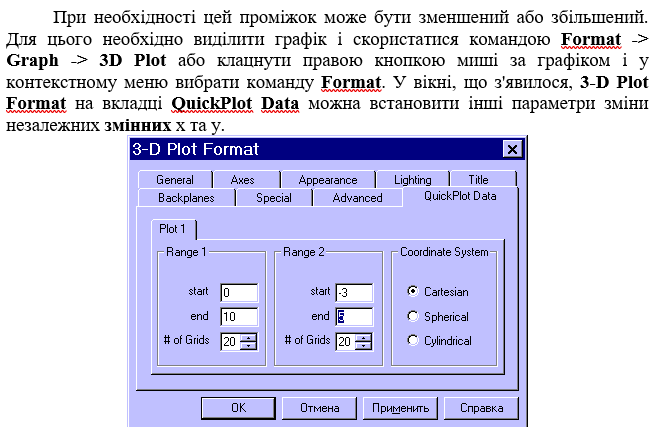 При необхідності цей проміжок може бути зменшений або збільшений.
Для цього необхідно виділити графік і скористатися командою Format ->
Graph -> 3D Plot або клацнути правою кнопкою миші за графіком і у
контекстному меню вибрати команду Format. У вікні, що з'явилося, 3-D Plot
Format на вкладці QuickPlot Data можна встановити інші параметри зміни
незалежних змінних x та y.
3-D Plot Format
General Axes Appearance Lighting Title
Backplanes Special Advanced QuickPlot Data
Plot 1
Range 1 Range 2 Coordinate System
start 0 start -3 Cartesian
end 10 end 5 Spherical
# of Grids 20 # of Grids 20 Cylindrical
OK Отмена Применить Справка